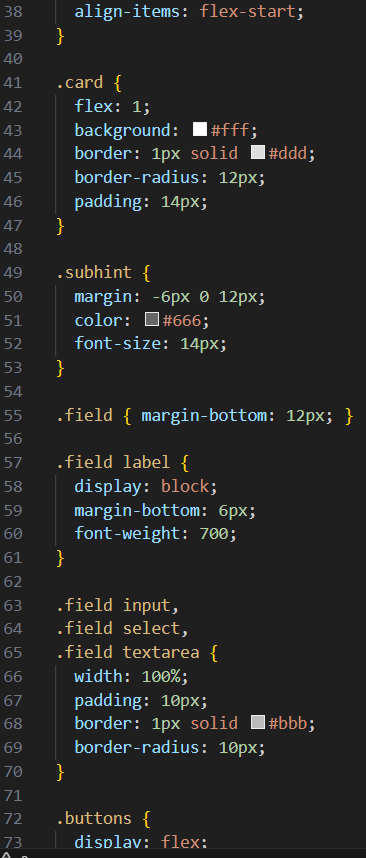 38 align-items: flex-start;
39 }
40
41 .card {
42 flex: 1;
43 background: #fff;
44 border: 1px solid #ddd;
45 border-radius: 12px;
46 padding: 14px;
47 }
48
49 .subhint {
50 margin: -6px 0 12px;
51 color: #666;
52 font-size: 14px;
53 }
54
55 .field { margin-bottom: 12px; }
56
57 .field label {
58 display: block;
59 margin-bottom: 6px;
60 font-weight: 700;
61 }
62
63 .field input,
64 .field select,
65 .field textarea {
66 width: 100%;
67 padding: 10px;
68 border: 1px solid #bbb;
69 border-radius: 10px;
70 }
71
72 .buttons {
73 display: flex;